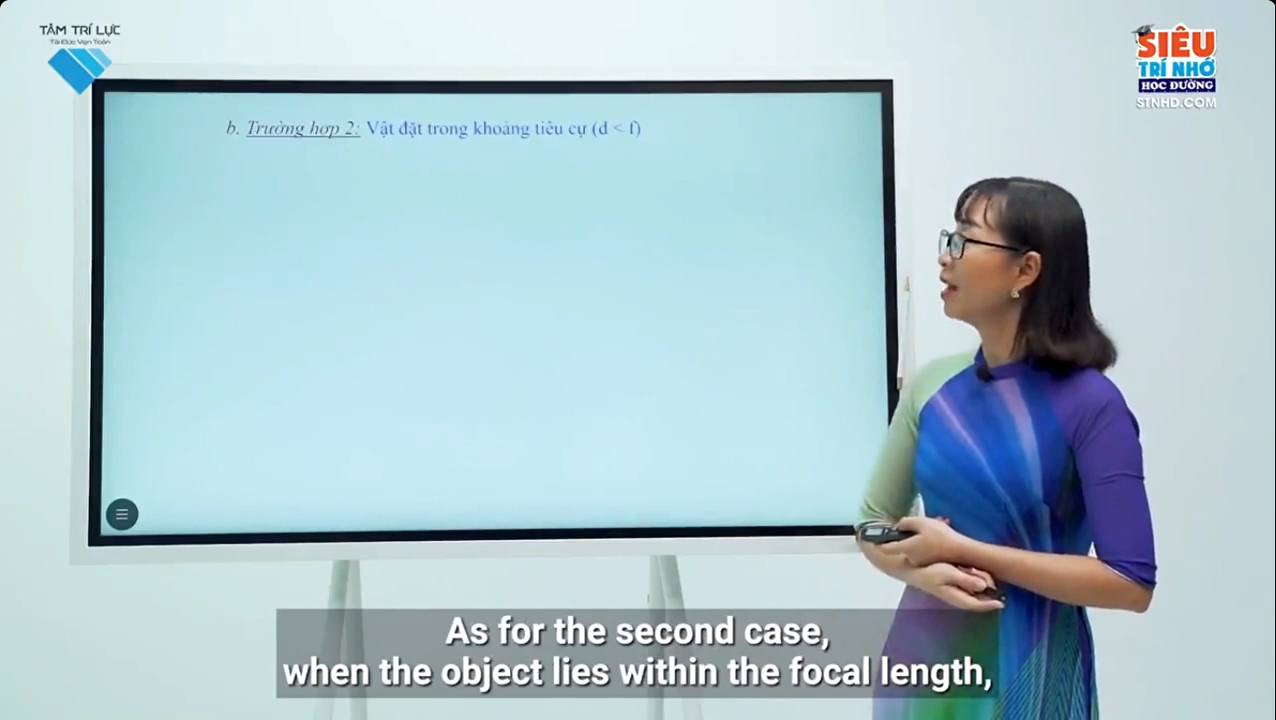 TÂM TRÍ LỰC
Tài Đức Vẹn Toàn
SIÊU
TRÍ NHỚ
HỌC ĐƯỜNG
STNHD.COM
b. Trường hợp 2: Vật đặt trong khoảng tiêu cự (d < f)
As for the second case,
when the object lies within the focal length,